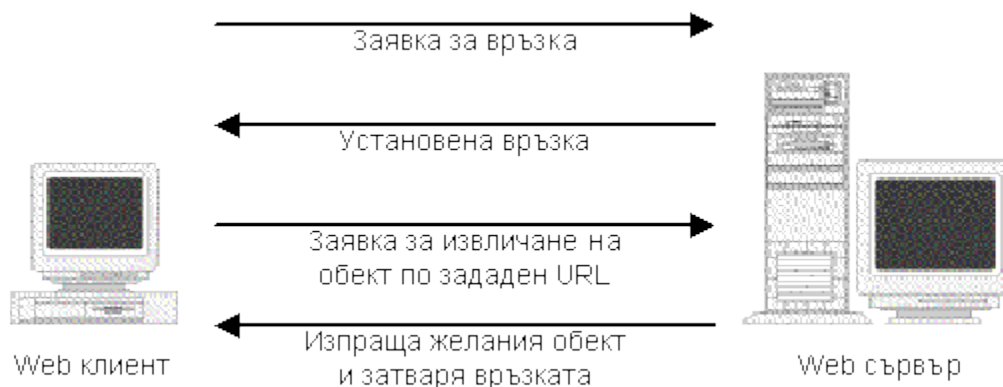 Заявка за връзка
Установена връзка
Заявка за извличане на
обект по зададен URL
Изпраща желания обект
и затваря връзката
Web клиент
Web сървър